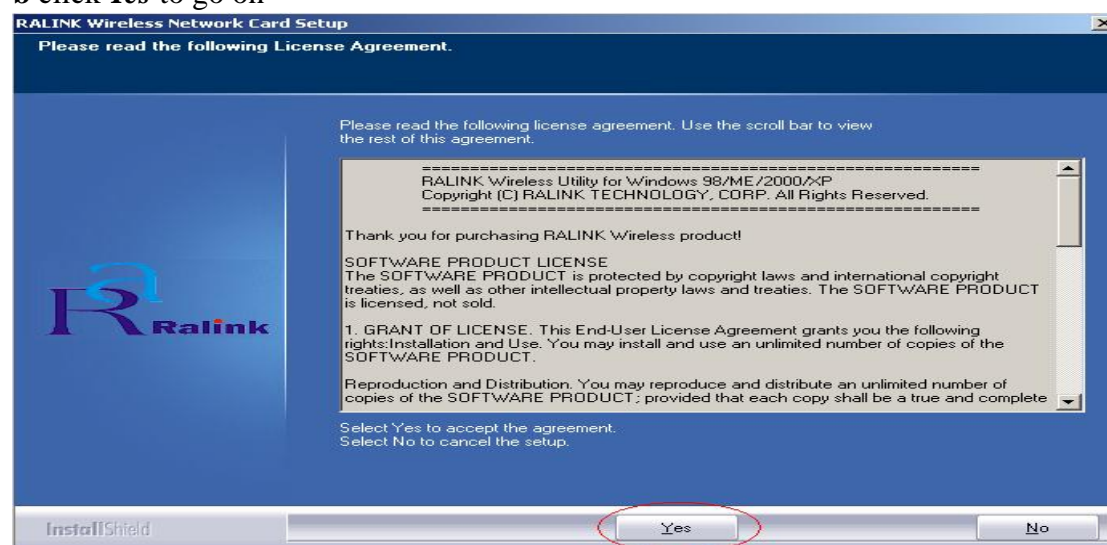 b click Yes to go on
RALINK Wireless Network Card Setup
Please read the following License Agreement.
Please read the following license agreement. Use the scroll bar to view
the rest of this agreement.
==========================================================
RALINK Wireless Utility for Windows 98/ME/2000/XP
Copyright (C) RALINK TECHNOLOGY, CORP. All Rights Reserved.
==========================================================
Thank you for purchasing RALINK Wireless product!
SOFTWARE PRODUCT LICENSE
The SOFTWARE PRODUCT is protected by copyright laws and international copyright
treaties, as well as other intellectual property laws and treaties. The SOFTWARE PRODUCT
is licensed, not sold.
1. GRANT OF LICENSE. This End-User License Agreement grants you the following
rights:Installation and Use. You may install and use an unlimited number of copies of the
SOFTWARE PRODUCT.
Reproduction and Distribution. You may reproduce and distribute an unlimited number of
copies of the SOFTWARE PRODUCT; provided that each copy shall be a true and complete
Ralink
Select Yes to accept the agreement.
Select No to cancel the setup.
InstallShield
Yes
No